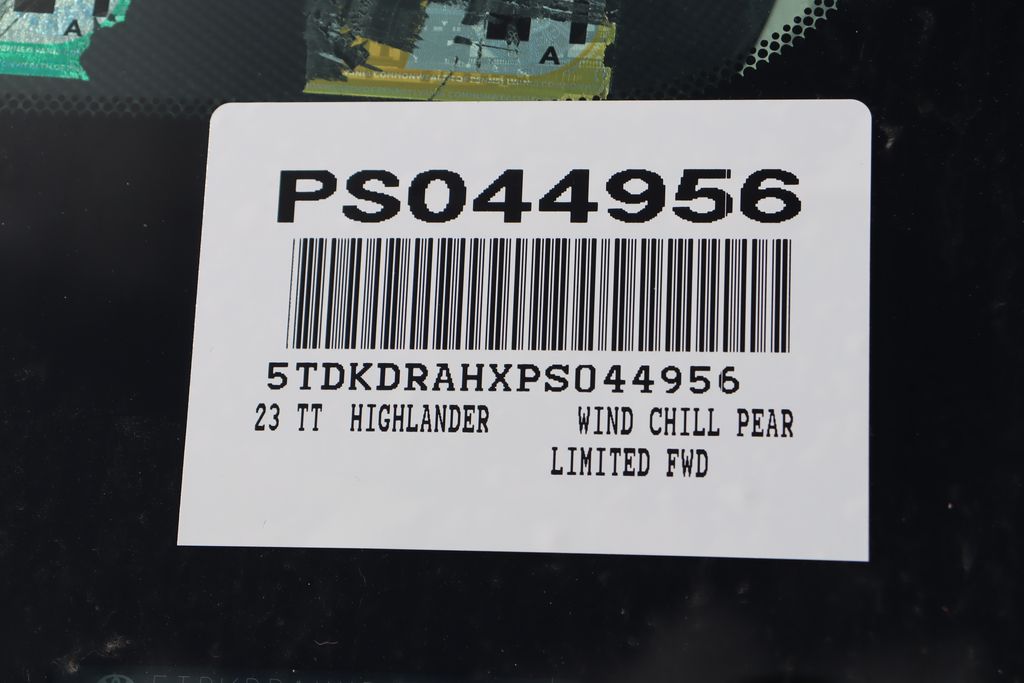 A
A
PS044956
5TDKDRAHXPS044956
23 TT HIGHLANDER WIND CHILL PEAR
LIMITED FWD